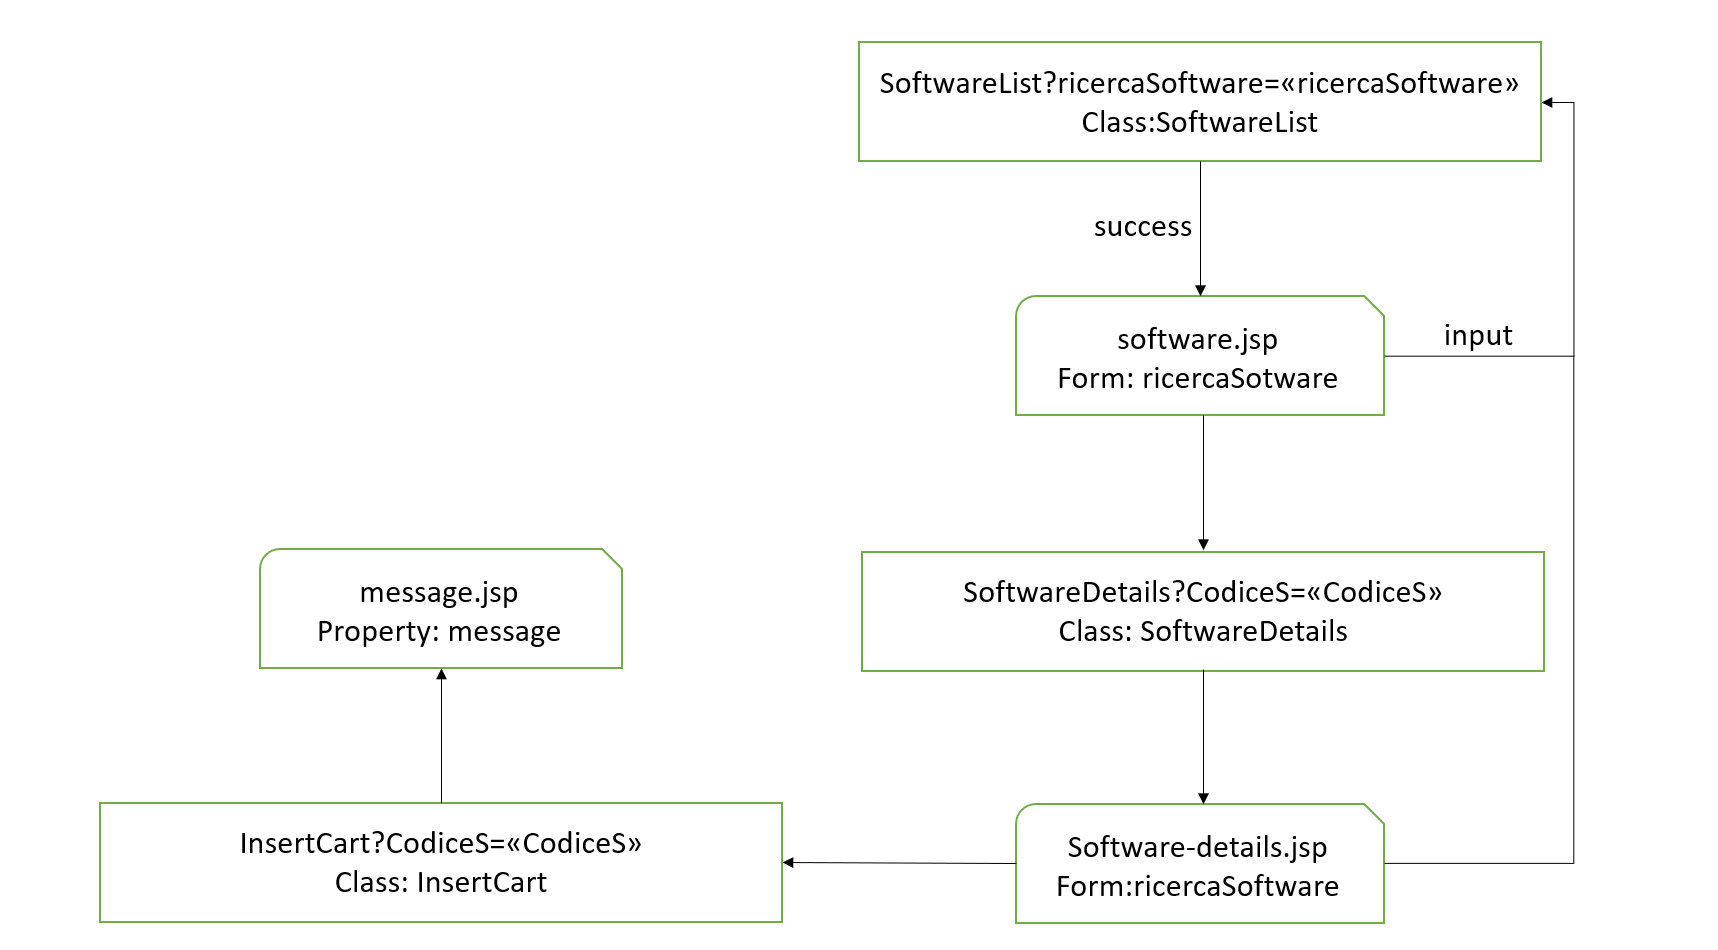 SoftwareList?ricercaSoftware=«ricercaSoftware»
Class:SoftwareList
success
software.jsp
Form: ricercaSotware
input
message.jsp
Property: message
SoftwareDetails?CodiceS=«CodiceS»
Class: SoftwareDetails
InsertCart?CodiceS=«CodiceS»
Class: InsertCart
Software-details.jsp
Form:ricercaSoftware